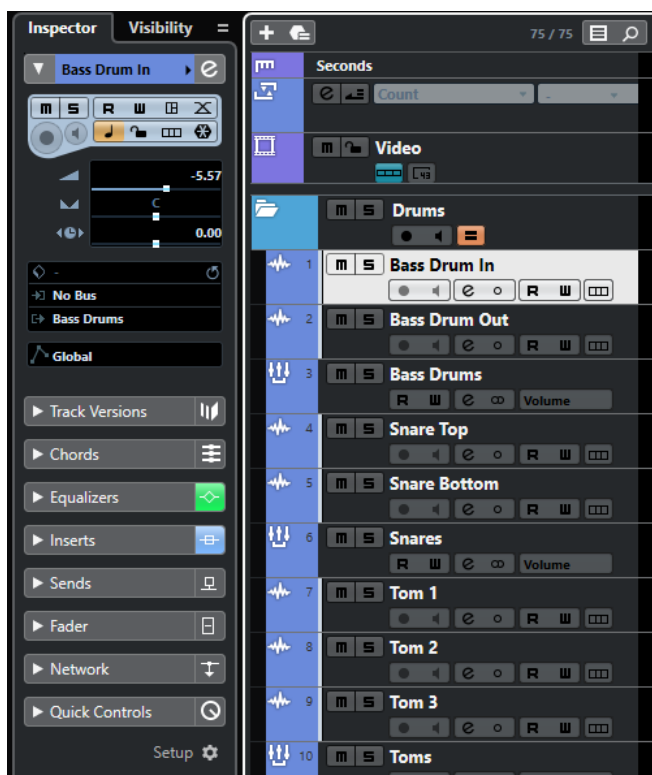 Inspector
Visibility
75 / 75
Bass Drum In
m S R W
-5.57
C
0.00
-
No Bus
Bass Drums
Global
Track Versions
Chords
Equalizers
Inserts
Sends
Fader
Network
Quick Controls
Setup
Seconds
Count
-
m Video
43
m S Drums
1 m S Bass Drum In
e R W
2 m S Bass Drum Out
e R W
3 m S Bass Drums
R W e Volume
4 m S Snare Top
e R W
5 m S Snare Bottom
e R W
6 m S Snares
R W e Volume
7 m S Tom 1
e R W
8 m S Tom 2
e R W
9 m S Tom 3
e R W
10 m S Toms